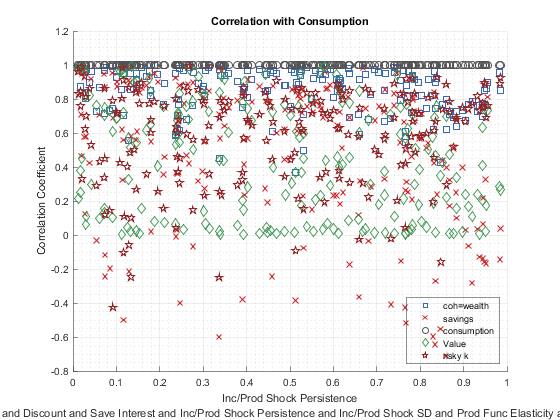 Correlation with Consumption
1.2
1
0.8
0.6
0.4
0.2
0
-0.2
-0.4
-0.6
-0.8
Correlation Coefficient
coh=wealth
savings
consumption
Value
risky k
0 0.1 0.2 0.3 0.4 0.5 0.6 0.7 0.8 0.9 1
Inc/Prod Shock Persistence
and Discount and Save Interest and Inc/Prod Shock Persistence and Inc/Prod Shock SD and Prod Func Elasticity